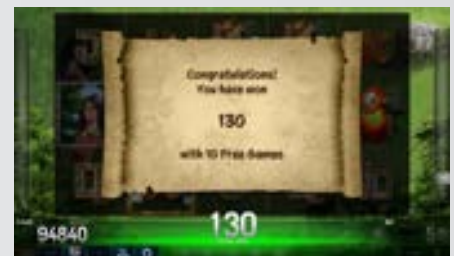 Congratulations!
You have won
130
with 10 Free Games
94840
130